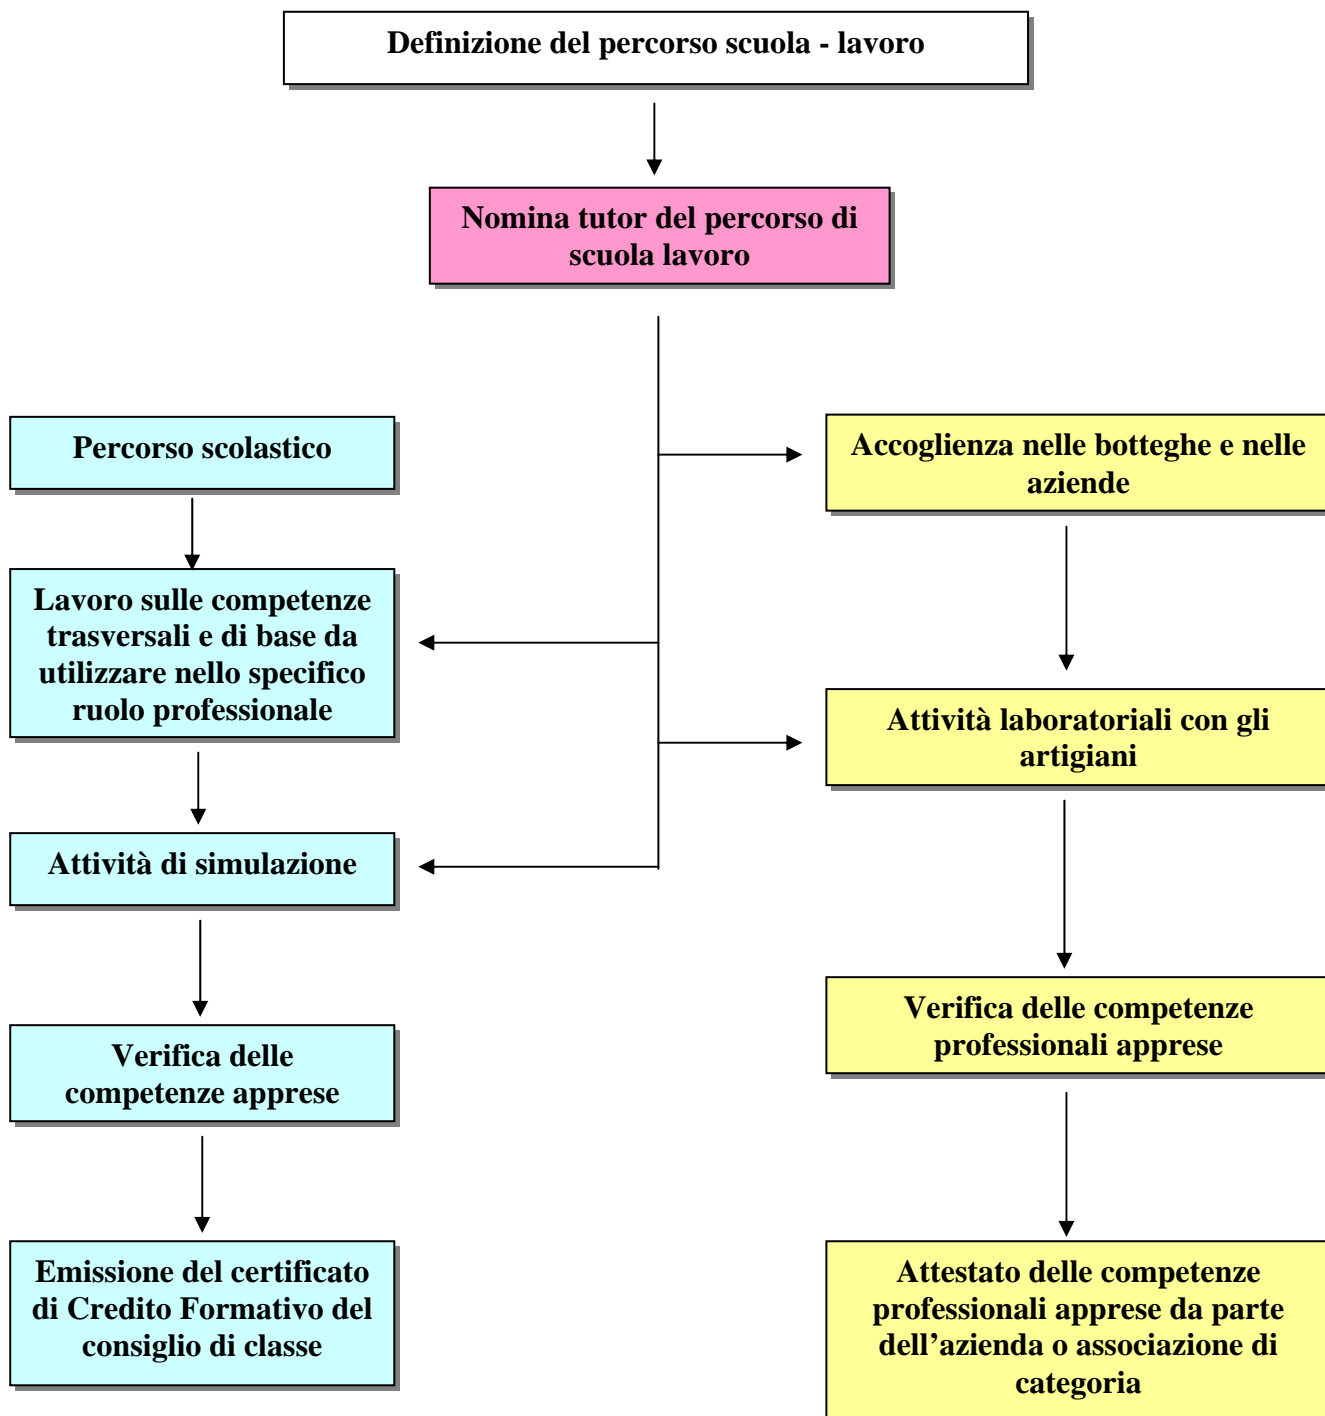 Definizione del percorso scuola - lavoro
Nomina tutor del percorso di
scuola lavoro
Percorso scolastico
Accoglienza nelle botteghe e nelle
aziende
Lavoro sulle competenze
trasversali e di base da
utilizzare nello specifico
ruolo professionale
Attività laboratoriali con gli
artigiani
Attività di simulazione
Verifica delle competenze
professionali apprese
Verifica delle
competenze apprese
Emissione del certificato
di Credito Formativo del
consiglio di classe
Attestato delle competenze
professionali apprese da parte
dell’azienda o associazione di
categoria